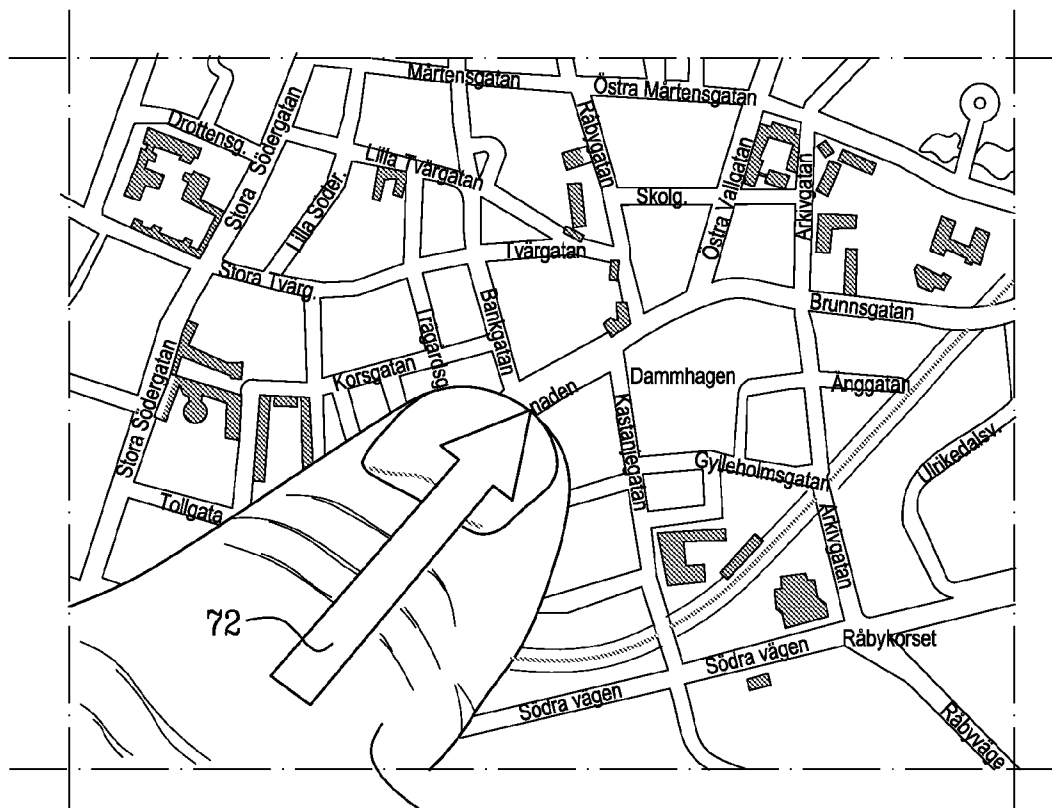 Mårtensgatan
Östra Mårtensgatan
Drottensg.
Stora Södergatan
Råbygatan
Lilla Tvärgatan
Lilla Söder.
Skolg.
Östra Vallgatan
Arkivgatan
Stora Tvärg.
Tvärgatan
Bankgatan
Trägårdsg
Brunnsgatan
Korsgatan
Dammhagen
Änggatan
naden
Stora Södergatan
Kastanjegatan
Gylleholmsgatan
Ulrikedalsv.
Tollgata
Arkivgatan
72
Råbykorset
Södra vägen
Södra vägen
Råbyväge